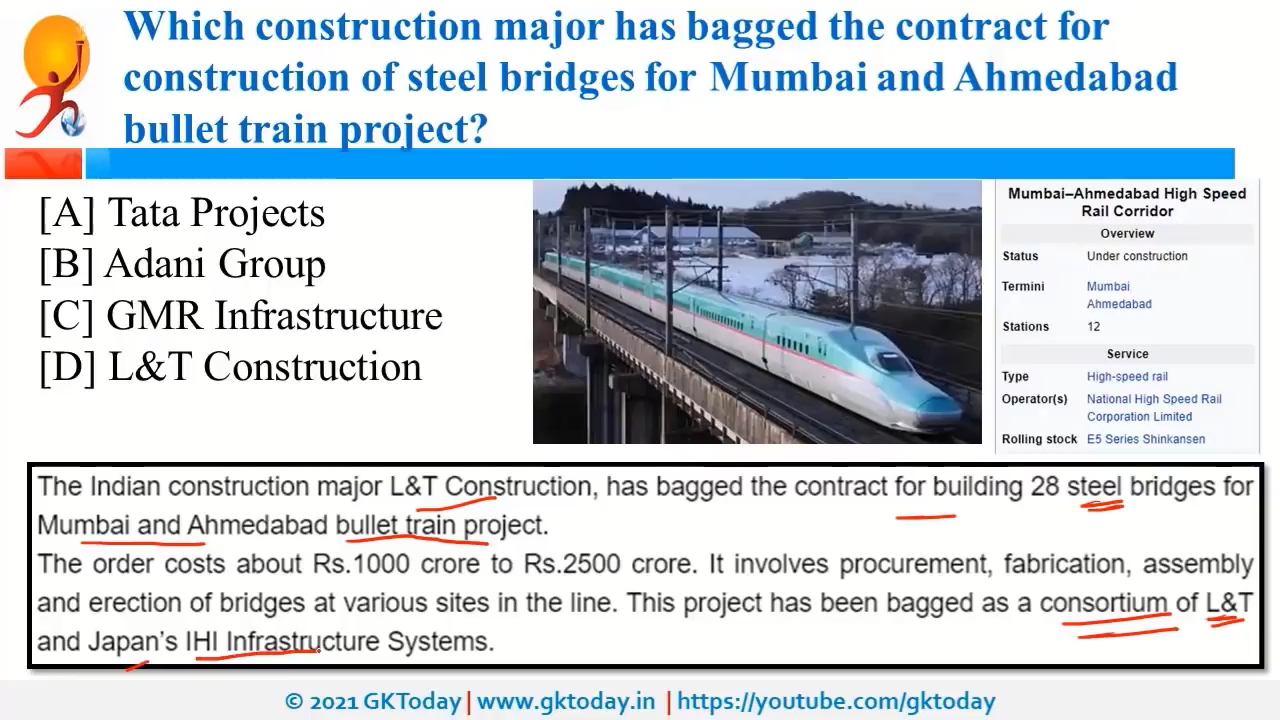 Which construction major has bagged the contract for
construction of steel bridges for Mumbai and Ahmedabad
bullet train project?
[A] Tata Projects
[B] Adani Group
[C] GMR Infrastructure
[D] L&T Construction
Mumbai–Ahmedabad High Speed
Rail Corridor
Overview
Status Under construction
Termini Mumbai
Ahmedabad
Stations 12
Service
Type High-speed rail
Operator(s) National High Speed Rail
Corporation Limited
Rolling stock E5 Series Shinkansen
The Indian construction major L&T Construction, has bagged the contract for building 28 steel bridges for
Mumbai and Ahmedabad bullet train project.
The order costs about Rs.1000 crore to Rs.2500 crore. It involves procurement, fabrication, assembly
and erection of bridges at various sites in the line. This project has been bagged as a consortium of L&T
and Japan's IHI Infrastructure Systems.
© 2021 GKToday | www.gktoday.in | https://youtube.com/gktoday